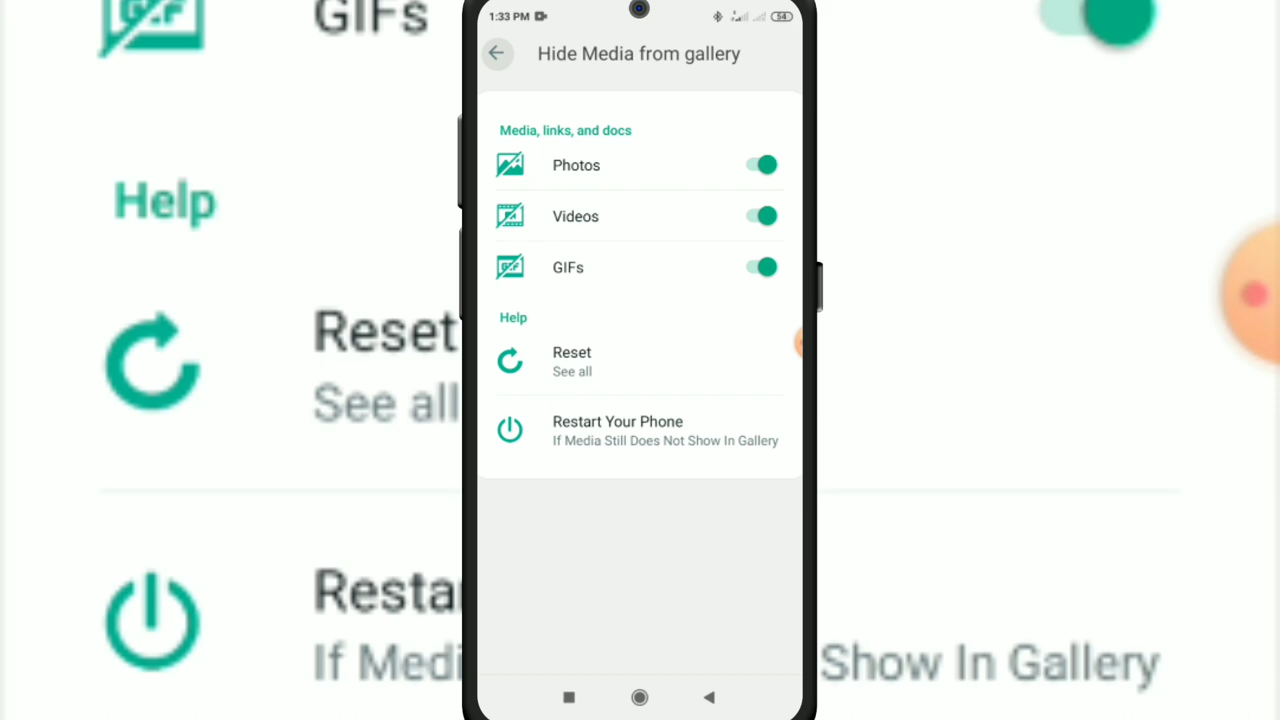 GIFs
Help
Reset
See all
Restar
If Medi
Show In Gallery
1:33 PM
54
Hide Media from gallery
Media, links, and docs
Photos
Videos
GIF
GIFs
Help
Reset
See all
Restart Your Phone
If Media Still Does Not Show In Gallery